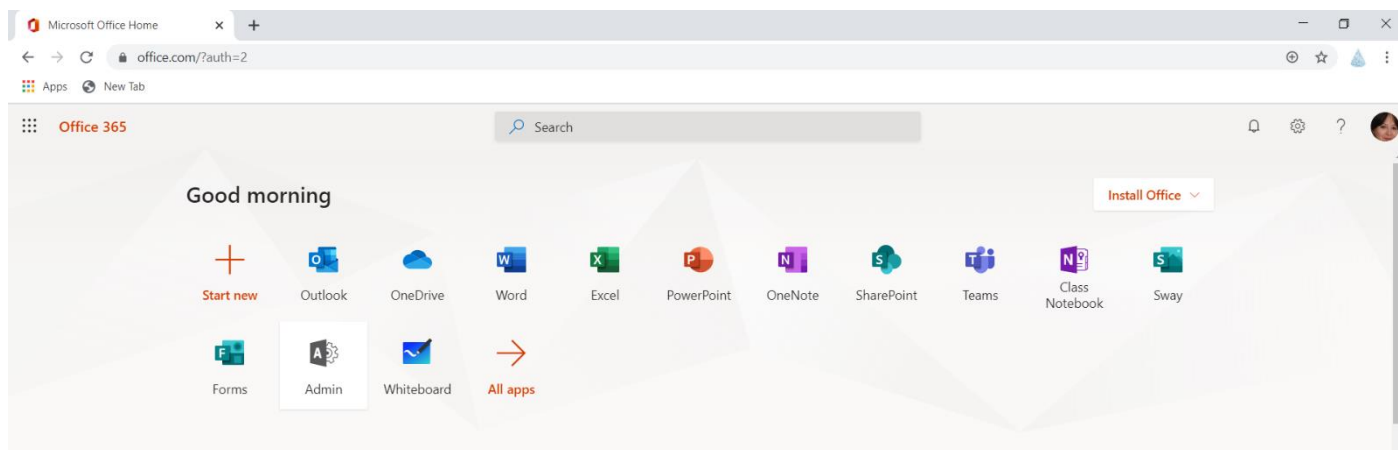 Microsoft Office Home
office.com/?auth=2
Apps New Tab
Office 365 Search ?
Good morning Install Office
Start new Outlook OneDrive Word Excel PowerPoint OneNote SharePoint Teams Class Notebook Sway
Forms Admin Whiteboard All apps